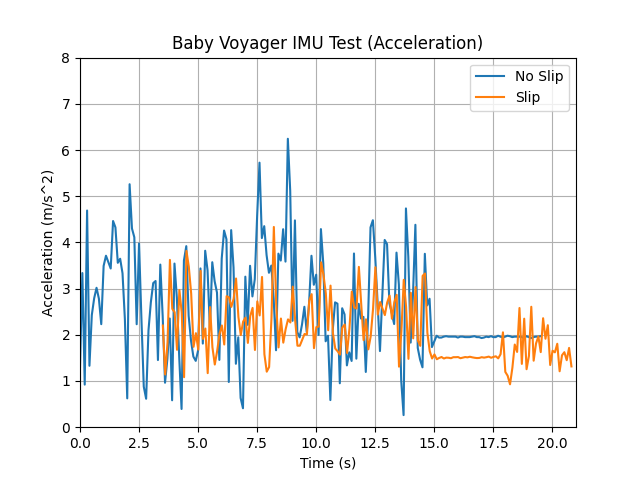 Baby Voyager IMU Test (Acceleration)
8
7
6
5
4
3
2
1
0
Acceleration (m/s^2)
No Slip
Slip
0.0 2.5 5.0 7.5 10.0 12.5 15.0 17.5 20.0
Time (s)